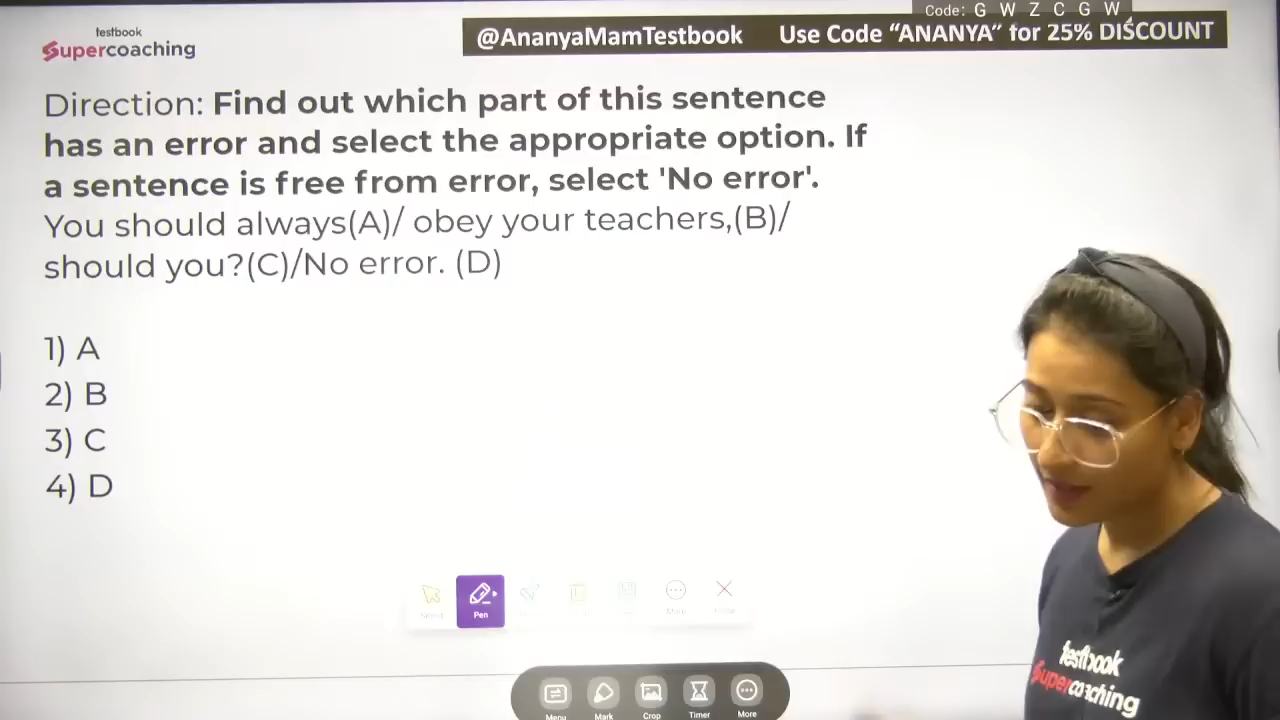 Code: G W Z C G W
testbook
Supercoaching
@AnanyaMamTestbook Use Code “ANANYA” for 25% DISCOUNT
Direction: Find out which part of this sentence
has an error and select the appropriate option. If
a sentence is free from error, select 'No error'.
You should always(A)/ obey your teachers,(B)/
should you?(C)/No error. (D)
1) A
2) B
3) C
4) D
Pen
More
Menu
Mark
Crop
Timer
More
testbook
Supercoaching